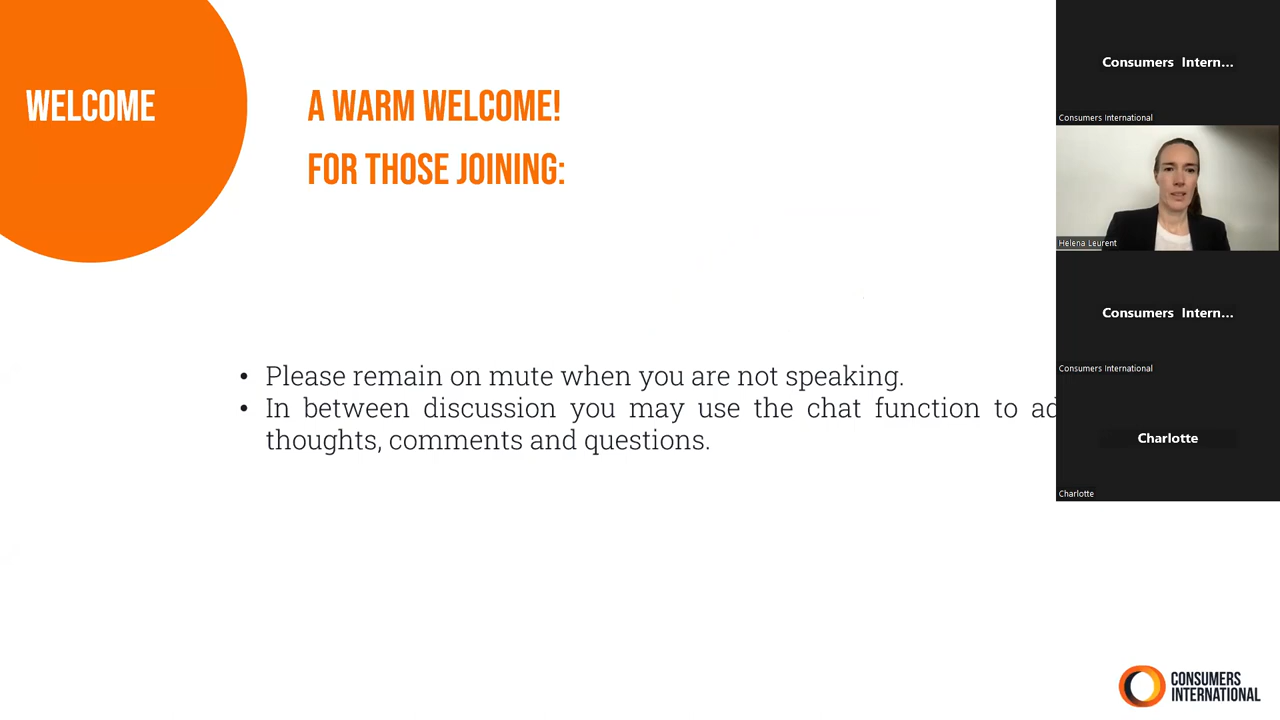 WELCOME
A WARM WELCOME!
FOR THOSE JOINING:
• Please remain on mute when you are not speaking.
• In between discussion you may use the chat function to ad
thoughts, comments and questions.
Consumers Intern...
Consumers International
Helena Leurent
Consumers Intern...
Consumers International
Charlotte
Charlotte
CONSUMERS
INTERNATIONAL